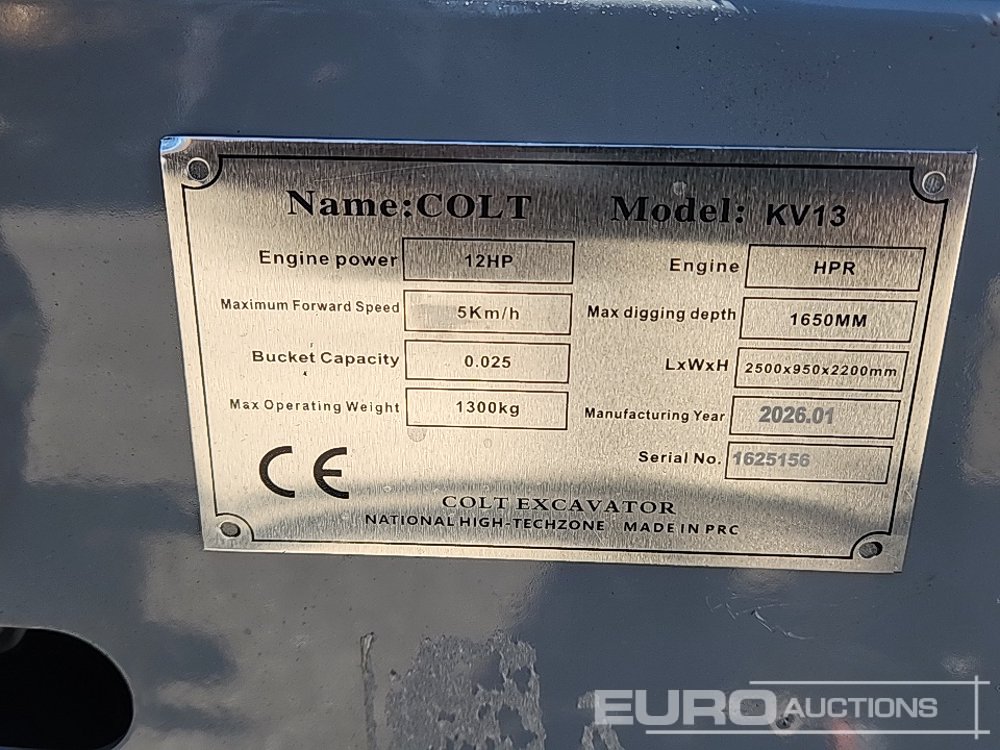 Name:COLT Model: KV13
Engine power 12HP Engine HPR
Maximum Forward Speed 5Km/h Max digging depth 1650MM
Bucket Capacity 0.025 LxWxH 2500x950x2200mm
Max Operating Weight 1300kg Manufacturing Year 2026.01
Serial No. 1625156
CE
COLT EXCAVATOR
NATIONAL HIGH-TECHZONE MADE IN PRC
EURO AUCTIONS